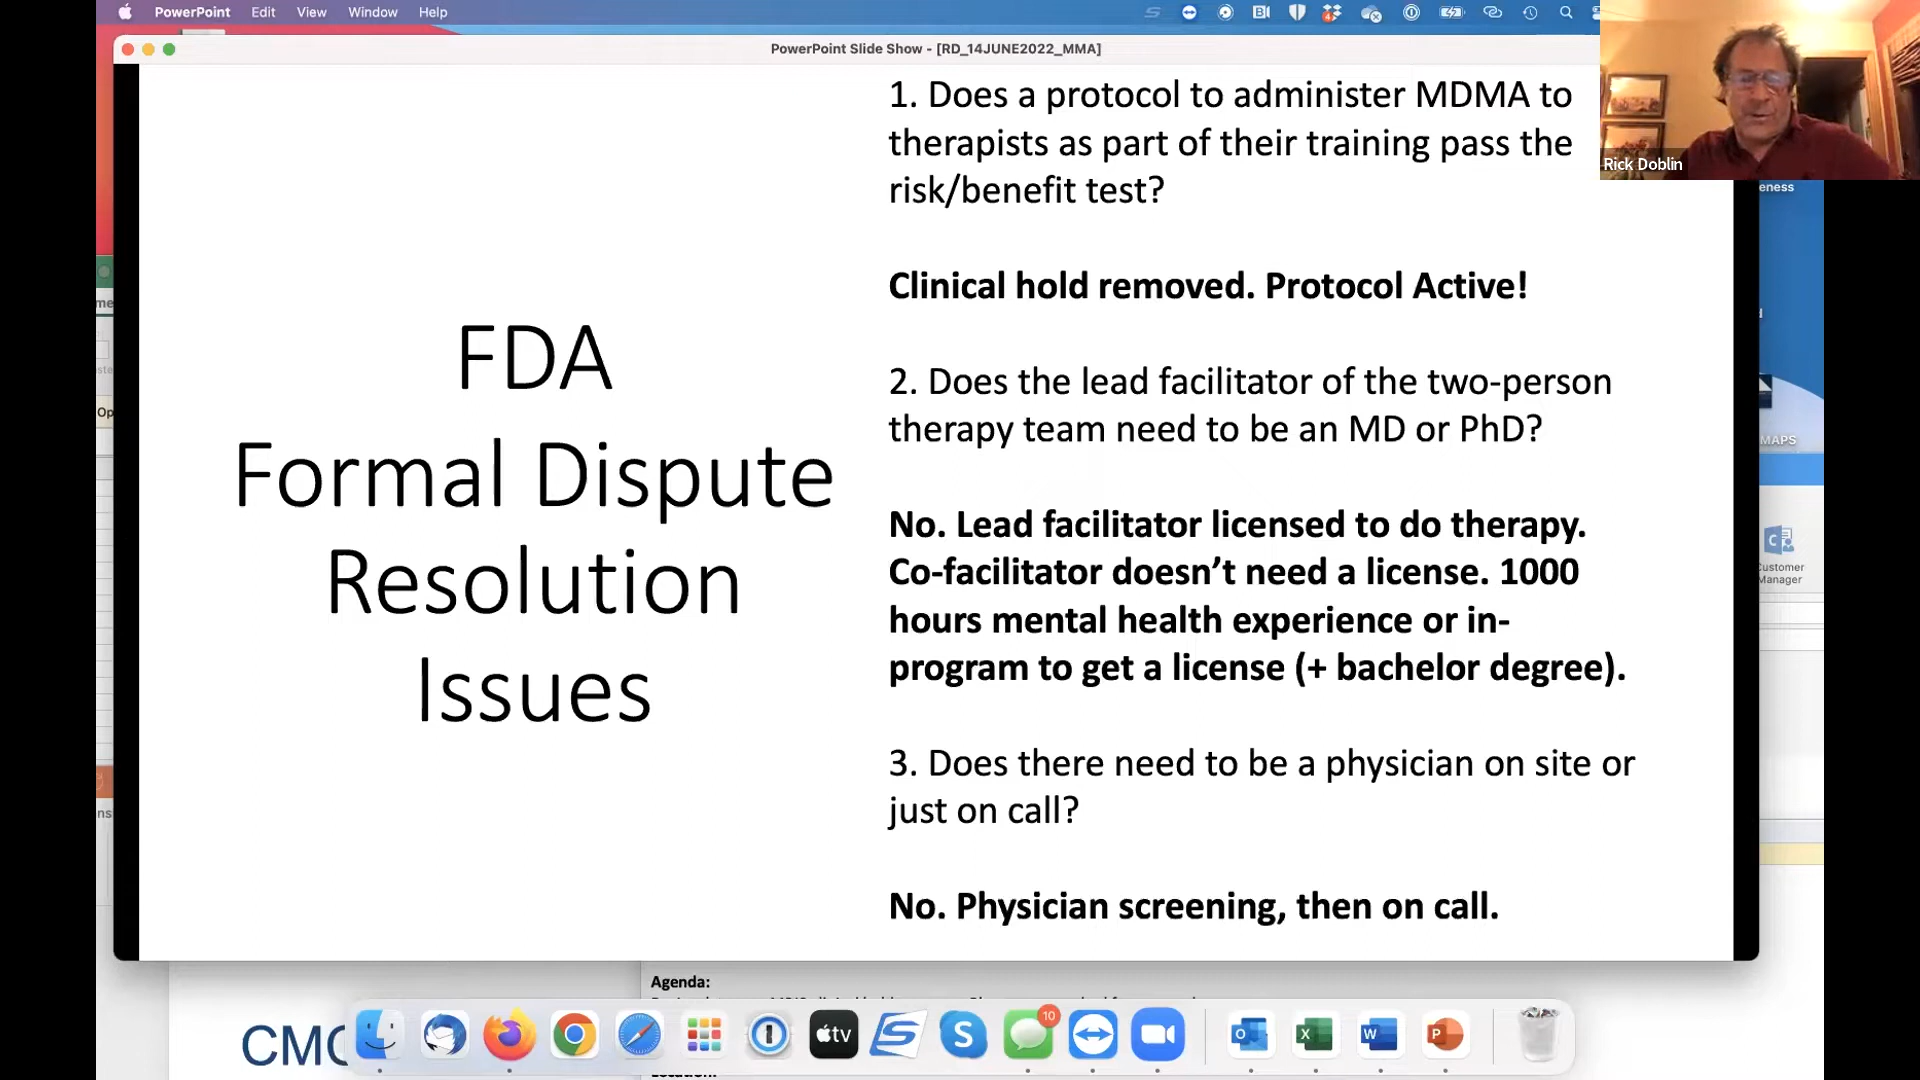 PowerPoint Edit View Window Help
PowerPoint Slide Show - [RD_14JUNE2022_MMA]
Rick Doblin
FDA
Formal Dispute
Resolution
Issues
1. Does a protocol to administer MDMA to
therapists as part of their training pass the
risk/benefit test?
Clinical hold removed. Protocol Active!
2. Does the lead facilitator of the two-person
therapy team need to be an MD or PhD?
No. Lead facilitator licensed to do therapy.
Co-facilitator doesn’t need a license. 1000
hours mental health experience or in-
program to get a license (+ bachelor degree).
3. Does there need to be a physician on site or
just on call?
No. Physician screening, then on call.
eness
MAPS
Customer
Manager
Op
Agenda:
CMC
10
tv
Location: